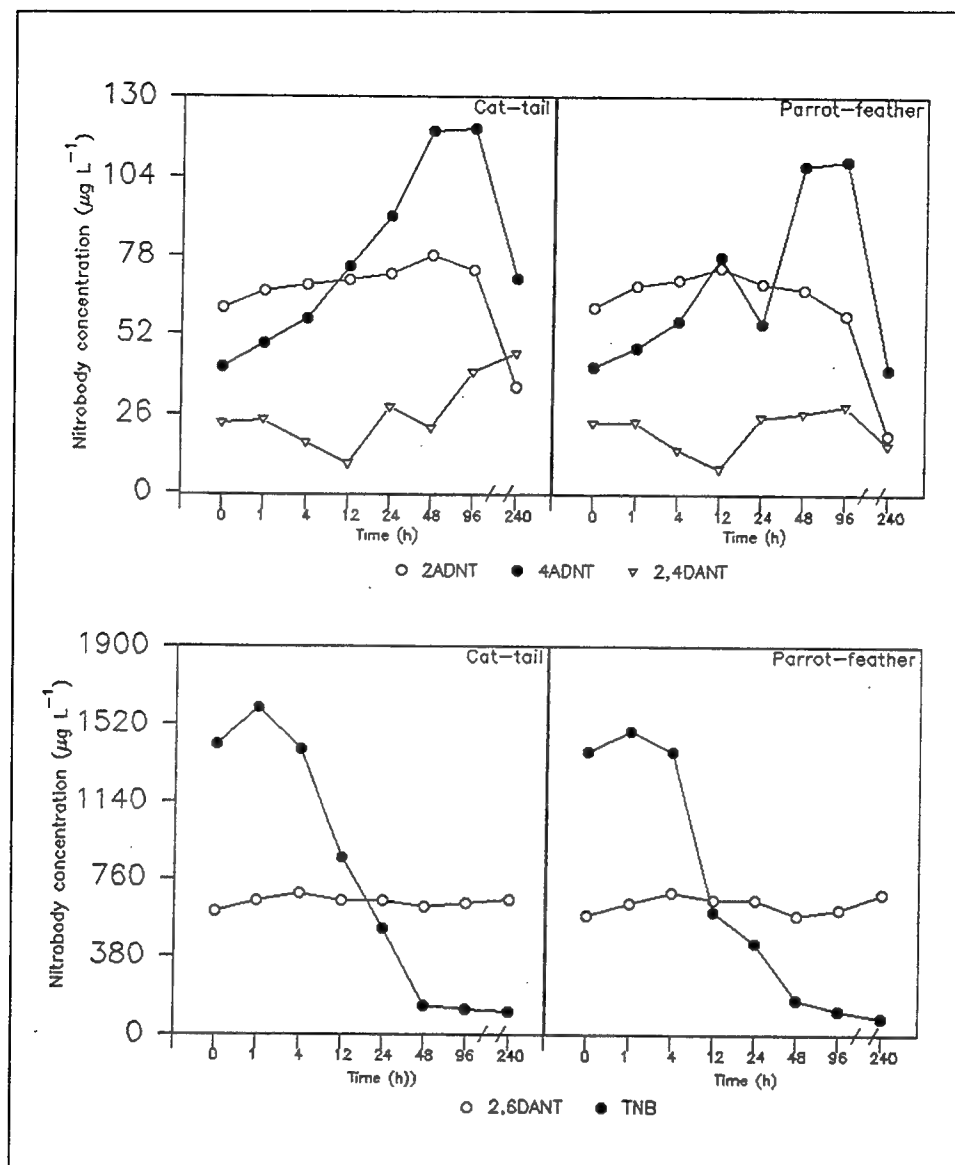 130
104
78
52
26
0
Nitrobody concentration (μg L⁻¹)
Cat-tail
Parrot-feather
0 1 4 12 24 48 96 240
0 1 4 12 24 48 96 240
Time (h)
Time (h)
2ADNT 4ADNT 2,4DANT
1900
1520
1140
760
380
0
Nitrobody concentration (μg L⁻¹)
Cat-tail
Parrot-feather
0 1 4 12 24 48 96 240
0 1 4 12 24 48 96 240
Time (h))
Time (h)
2,6DANT TNB